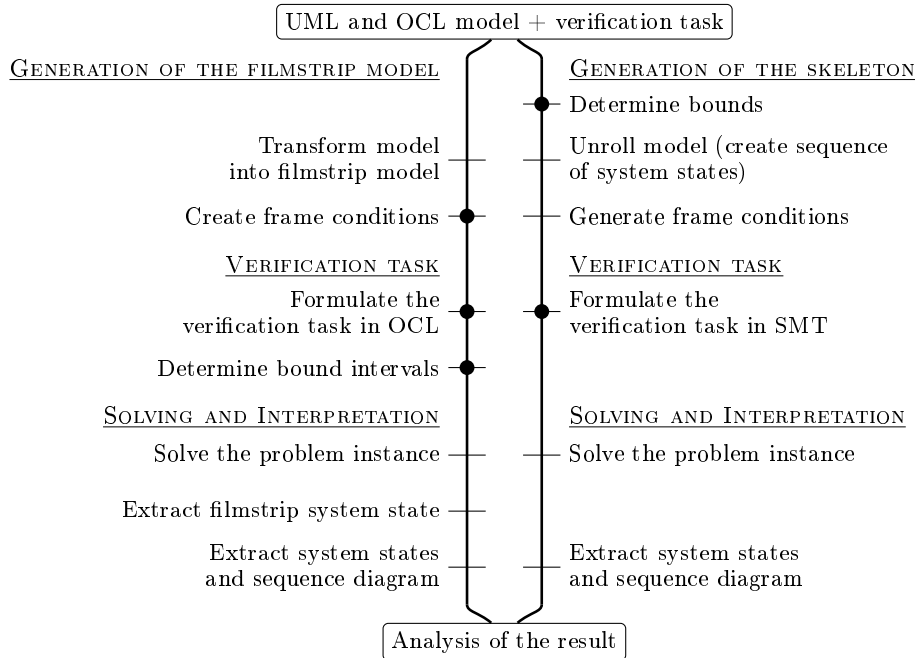 UML and OCL model + verification task
GENERATION OF THE FILMSTRIP MODEL
Transform model
into filmstrip model
Create frame conditions
VERIFICATION TASK
Formulate the
verification task in OCL
Determine bound intervals
SOLVING AND INTERPRETATION
Solve the problem instance
Extract filmstrip system state
Extract system states
and sequence diagram
GENERATION OF THE SKELETON
Determine bounds
Unroll model (create sequence
of system states)
Generate frame conditions
VERIFICATION TASK
Formulate the
verification task in SMT
SOLVING AND INTERPRETATION
Solve the problem instance
Extract system states
and sequence diagram
Analysis of the result